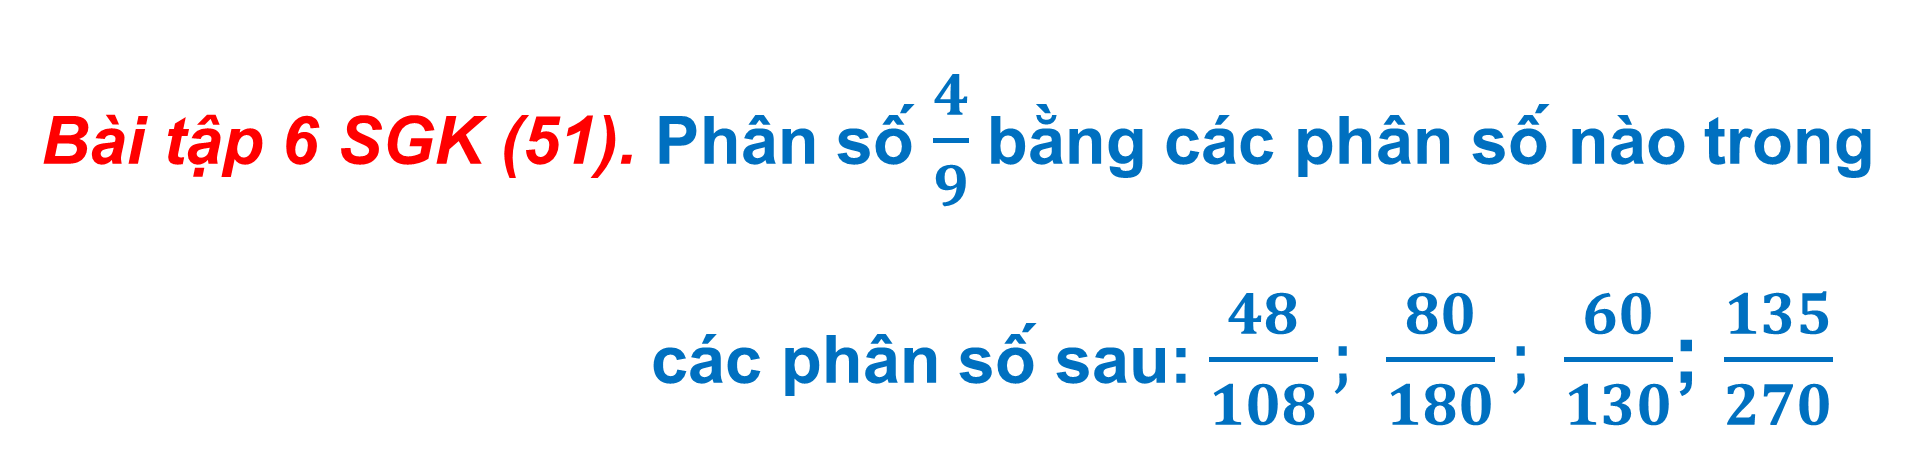 Bài tập 6 SGK (51). Phân số 4/9 bằng các phân số nào trong
các phân số sau: 48/108 ; 80/180 ; 60/130; 135/270